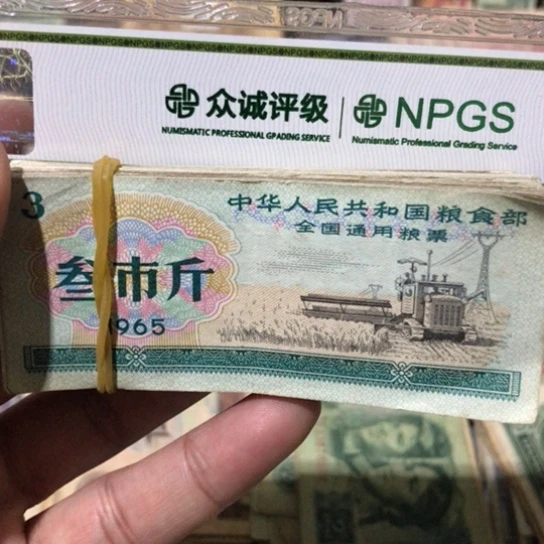 众诚评级
NUMISMATIC PROFESSIONAL GRADING SERVICE
NPGS
Numismatic Professional Grading Service
3
中华人民共和国粮食部
全国通用粮票
叁市斤
1965